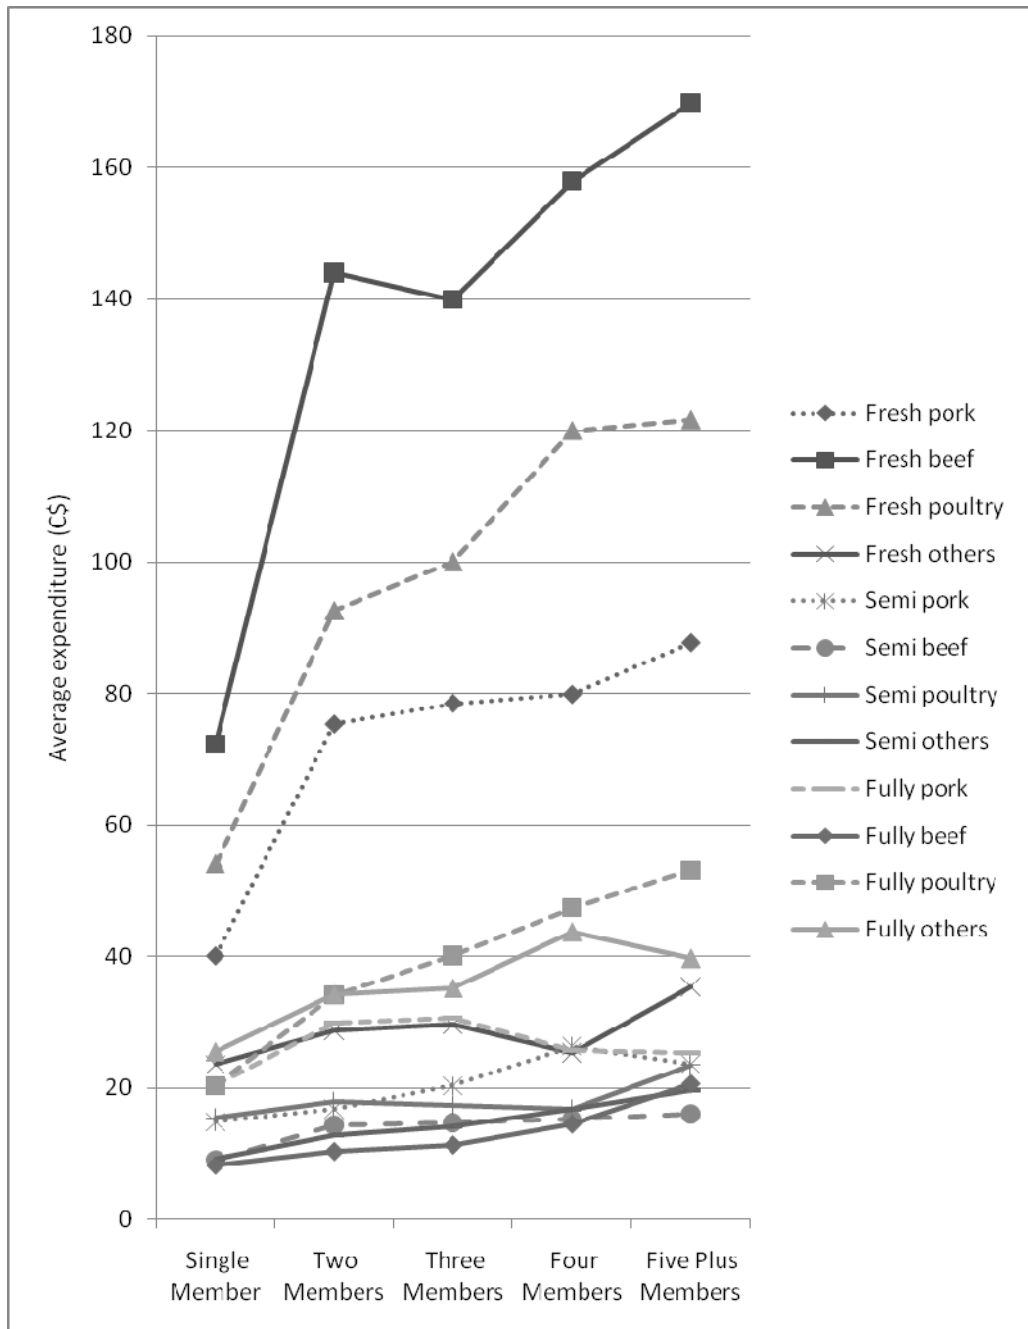 180
160
140
120
100
80
60
40
20
0
Average expenditure (C$)
Single
Member
Two
Members
Three
Members
Four
Members
Five Plus
Members
Fresh pork
Fresh beef
Fresh poultry
Fresh others
Semi pork
Semi beef
Semi poultry
Semi others
Fully pork
Fully beef
Fully poultry
Fully others